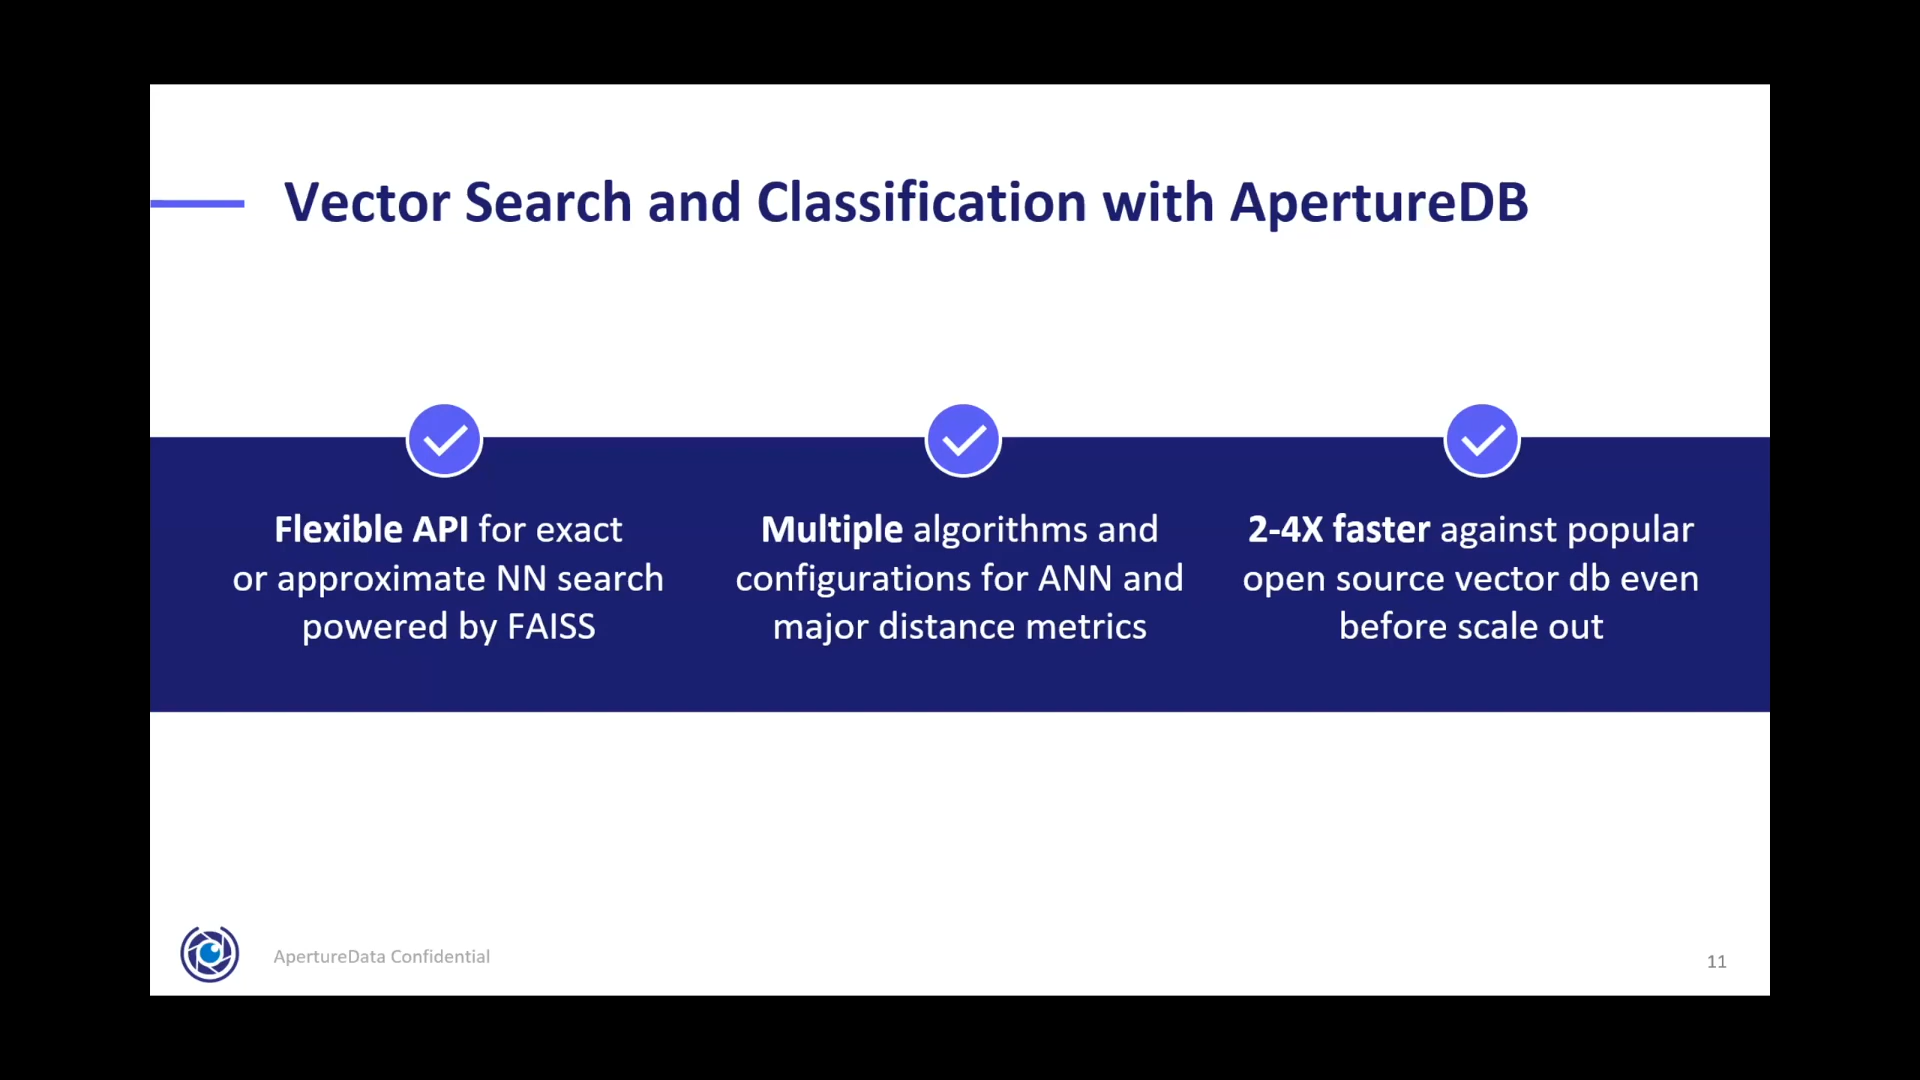 Vector Search and Classification with ApertureDB
Flexible API for exact
or approximate NN search
powered by FAISS
Multiple algorithms and
configurations for ANN and
major distance metrics
2-4X faster against popular
open source vector db even
before scale out
ApertureData Confidential
11